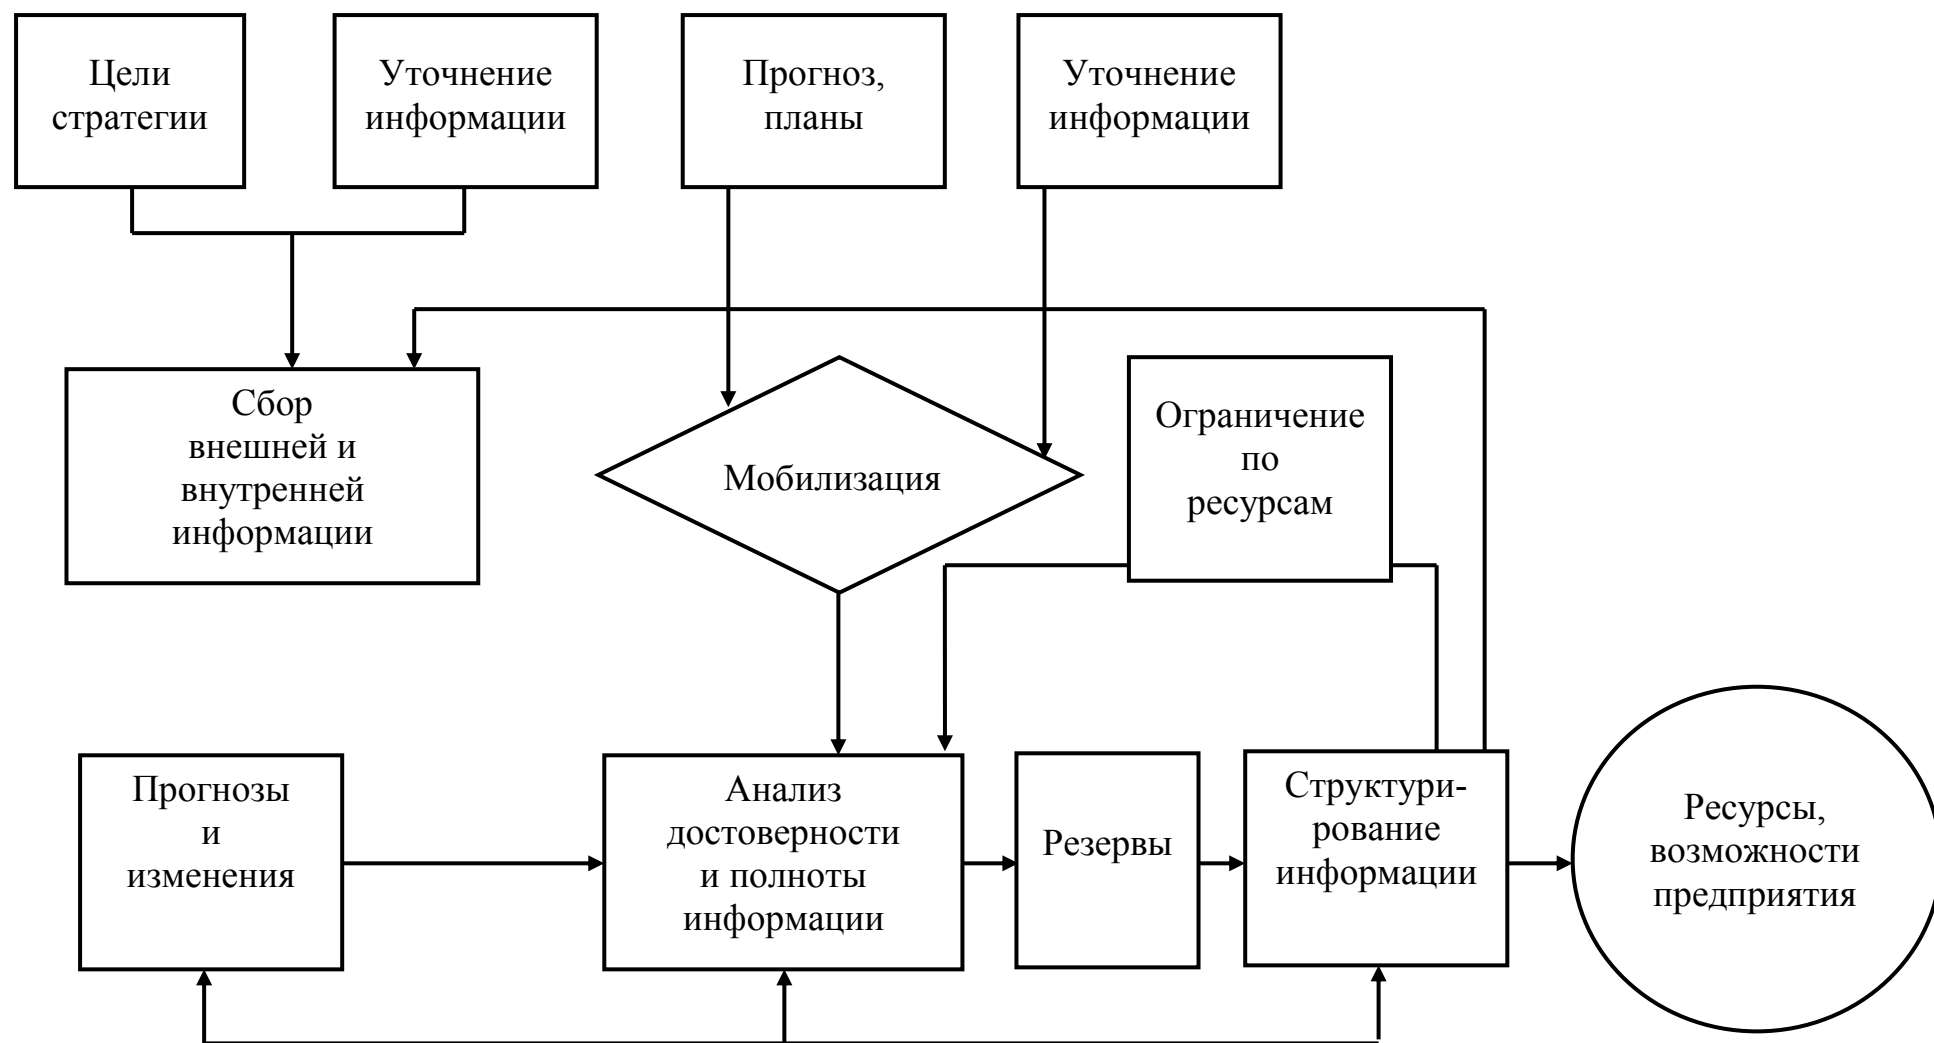 Цели
стратегии
Уточнение
информации
Прогноз,
планы
Уточнение
информации
Сбор
внешней и
внутренней
информации
Мобилизация
Ограничение
по
ресурсам
Прогнозы
и
изменения
Анализ
достоверности
и полноты
информации
Резервы
Структури-
рование
информации
Ресурсы,
возможности
предприятия